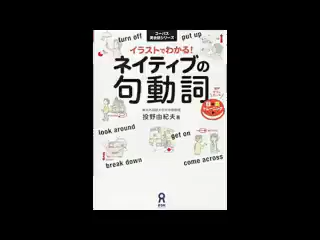 コーパス
英会話シリーズ
turn off
put up
イラストでわかる!
ネイティブの
句動詞
投野由紀夫 著
look around
get on
break down
come across